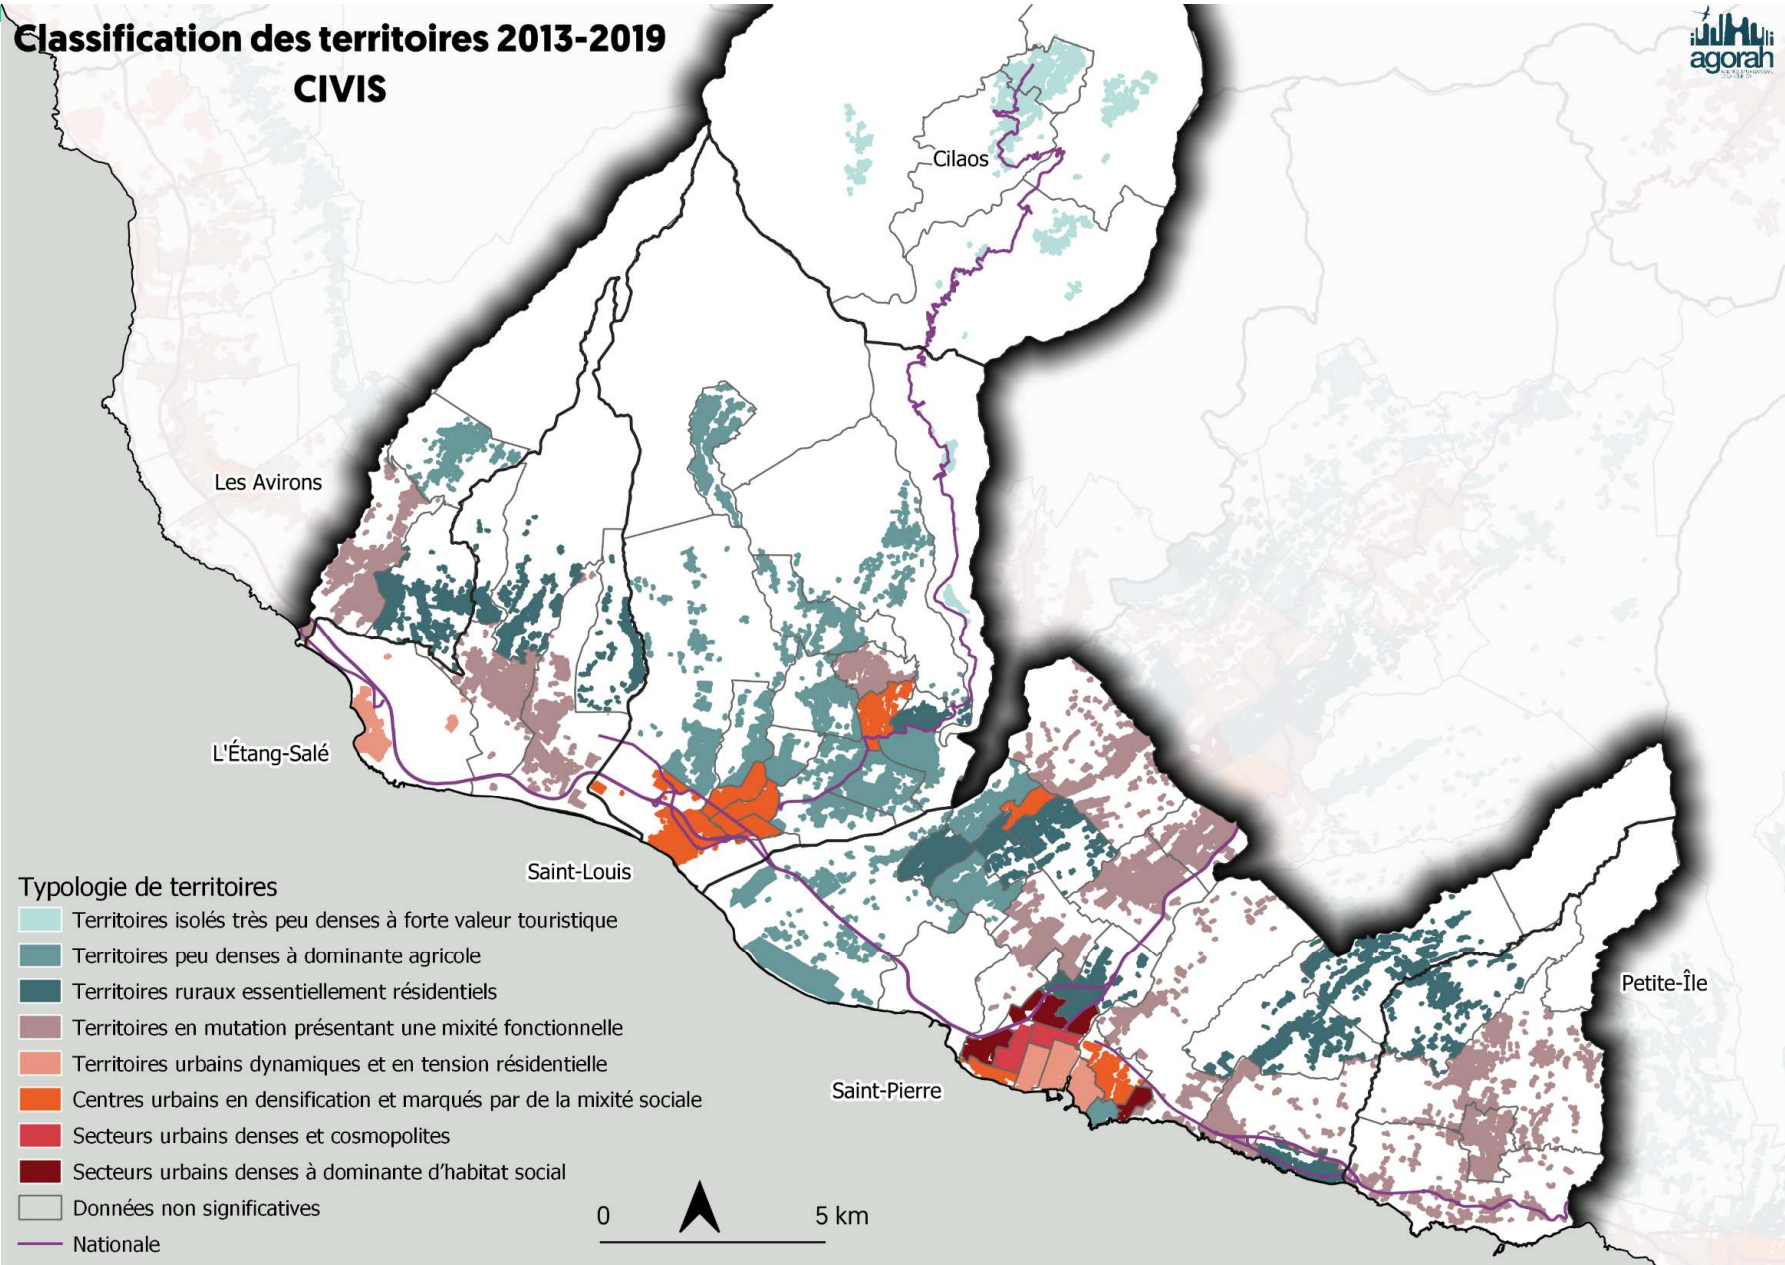 Classification des territoires 2013-2019
CIVIS
agorah
Cilaos
Les Avirons
L'Étang-Salé
Saint-Louis
Saint-Pierre
Petite-Île
Typologie de territoires
Territoires isolés très peu denses à forte valeur touristique
Territoires peu denses à dominante agricole
Territoires ruraux essentiellement résidentiels
Territoires en mutation présentant une mixité fonctionnelle
Territoires urbains dynamiques et en tension résidentielle
Centres urbains en densification et marqués par de la mixité sociale
Secteurs urbains denses et cosmopolites
Secteurs urbains denses à dominante d'habitat social
Données non significatives
Nationale
0 5 km